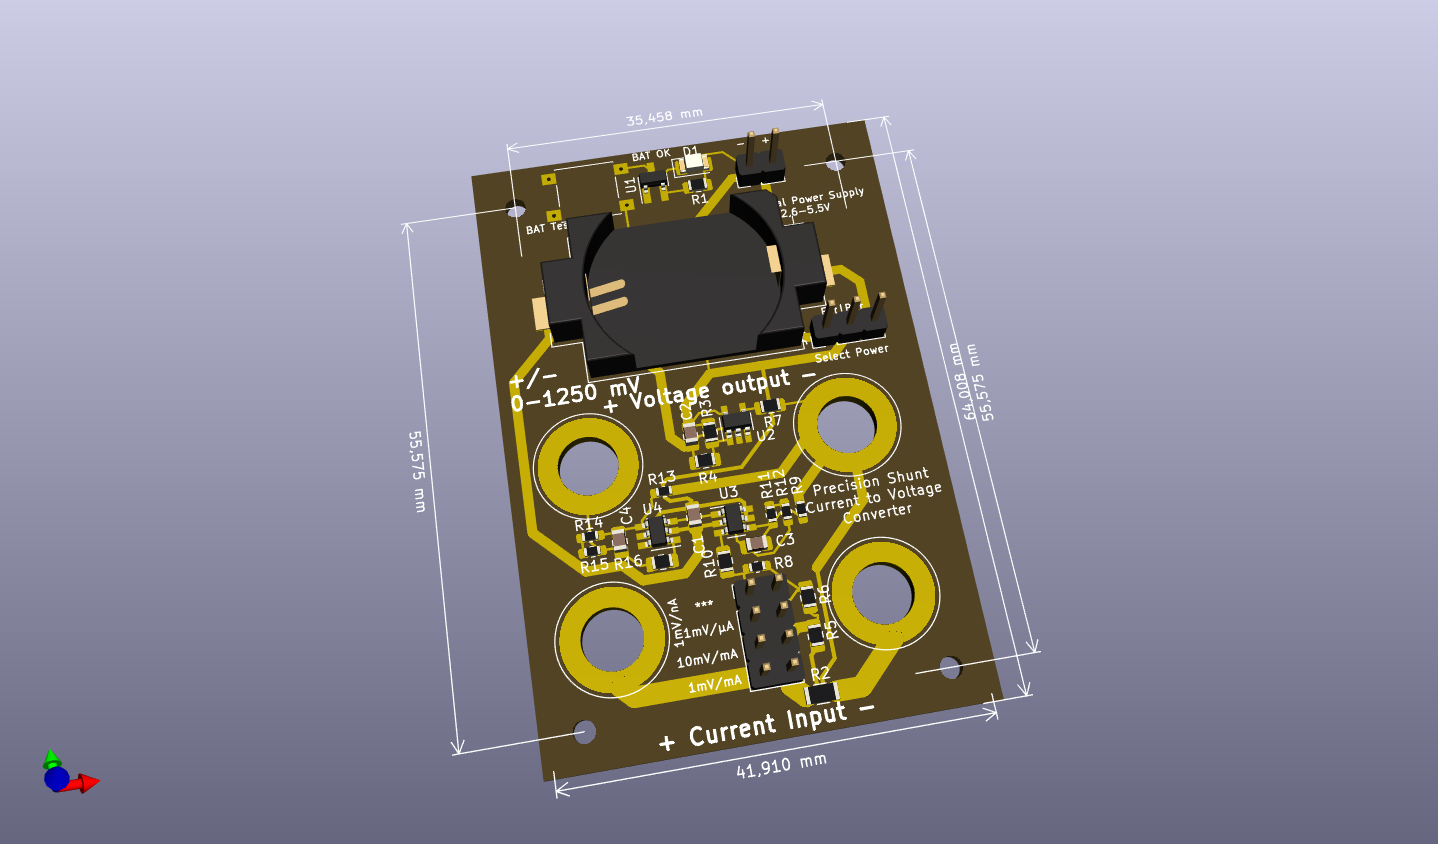 35,458 mm
BAT OK
D1
- +
U1
R1
al Power Supply
2,6-5.5V
BAT Tes
Select Power
+/-
0-1250 mV
+ Voltage output -
C2
R3
R7
U2
R4
55,575 mm
64,008 mm
55,575 mm
R13
U3
R11
R12
R9
Precision Shunt
Current to Voltage
Converter
R14
C4
U4
C1
C3
R15
R16
R10
R8
R6
R5
***
1mV/nA
1mV/µA
10mV/mA
1mV/mA
R2
+ Current Input -
41,910 mm